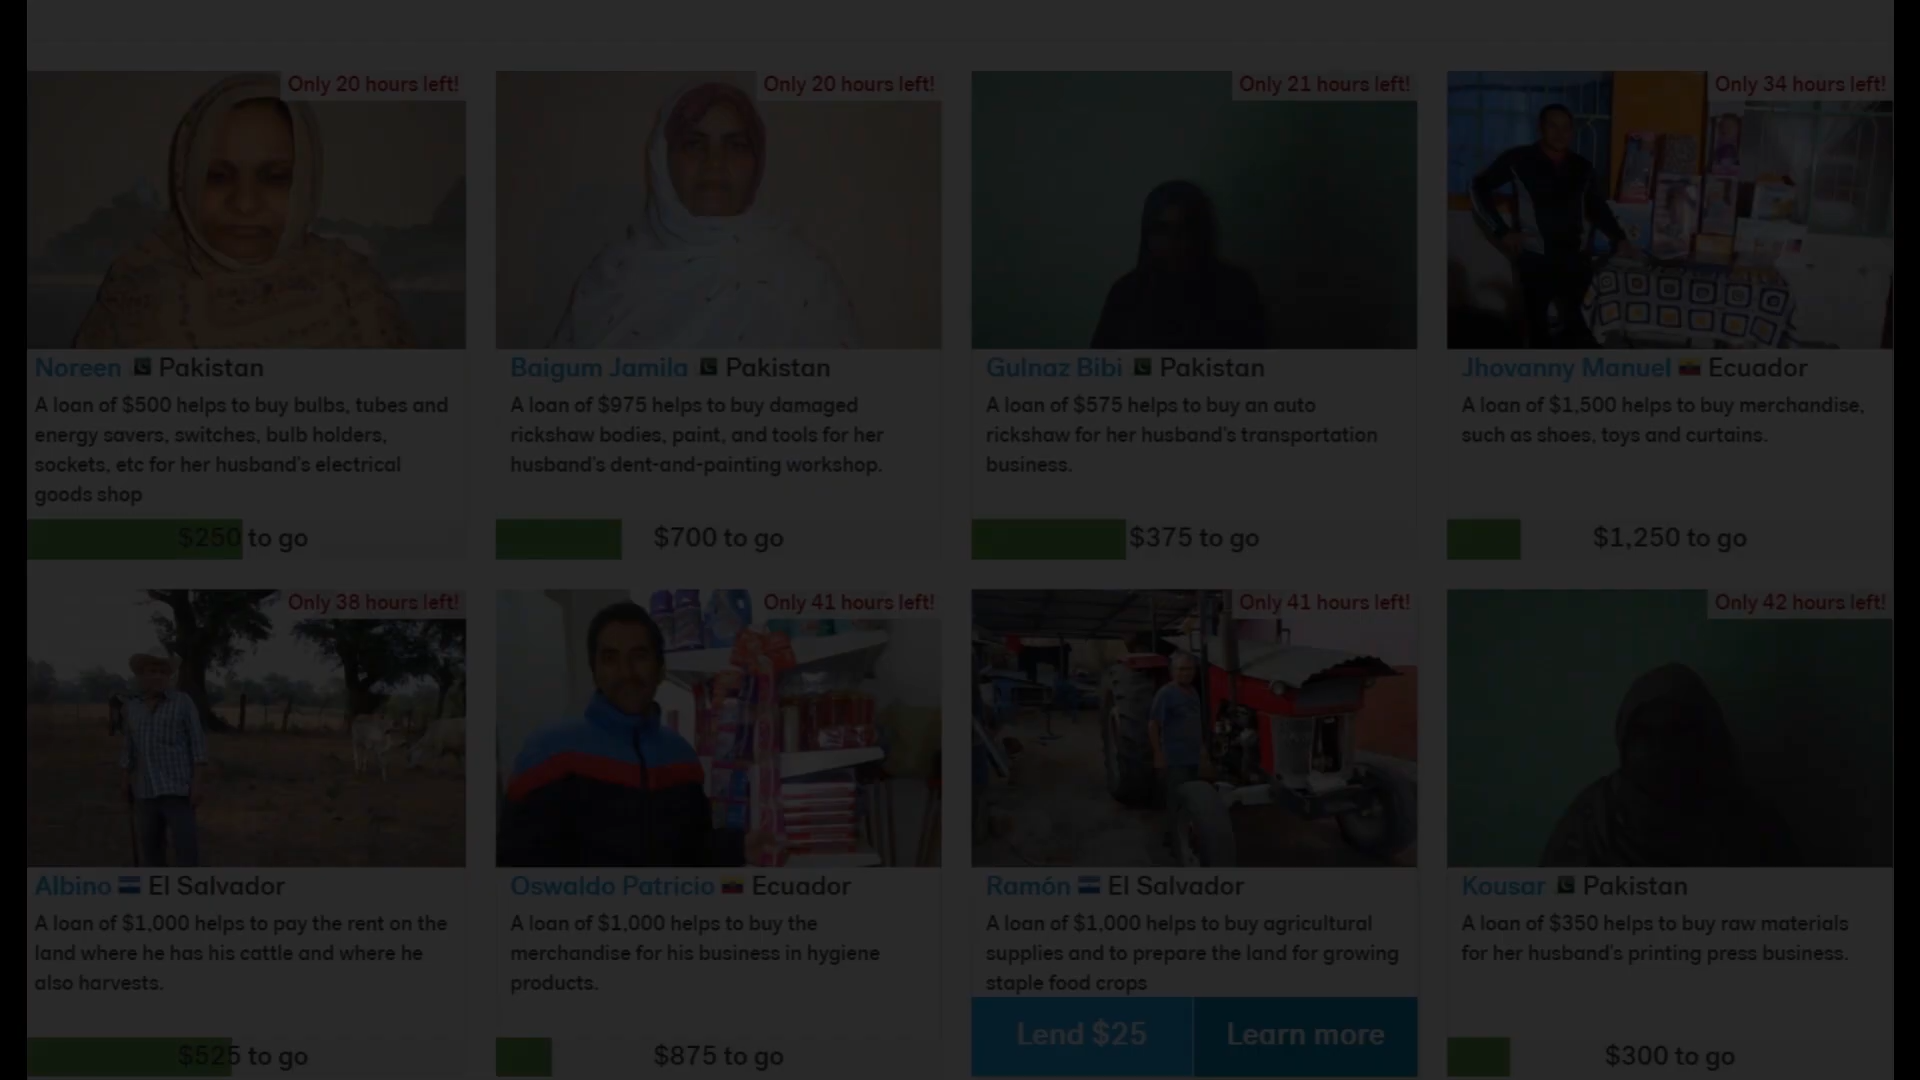 Only 20 hours left!
Only 20 hours left!
Only 21 hours left!
Only 34 hours left!
Noreen Pakistan
A loan of $500 helps to buy bulbs, tubes and
energy savers, switches, bulb holders,
sockets, etc for her husband's electrical
goods shop
$250 to go
Baigum Jamila Pakistan
A loan of $975 helps to buy damaged
rickshaw bodies, paint, and tools for her
husband's dent-and-painting workshop.
$700 to go
Gulnaz Bibi Pakistan
A loan of $575 helps to buy an auto
rickshaw for her husband's transportation
business.
$375 to go
Jhovanny Manuel Ecuador
A loan of $1,500 helps to buy merchandise,
such as shoes, toys and curtains.
$1,250 to go
Only 38 hours left!
Only 41 hours left!
Only 41 hours left!
Only 42 hours left!
Albino El Salvador
A loan of $1,000 helps to pay the rent on the
land where he has his cattle and where he
also harvests.
$525 to go
Oswaldo Patricio Ecuador
A loan of $1,000 helps to buy the
merchandise for his business in hygiene
products.
$875 to go
Ramón El Salvador
A loan of $1,000 helps to buy agricultural
supplies and to prepare the land for growing
staple food crops
Lend $25
Learn more
Kousar Pakistan
A loan of $350 helps to buy raw materials
for her husband's printing press business.
$300 to go